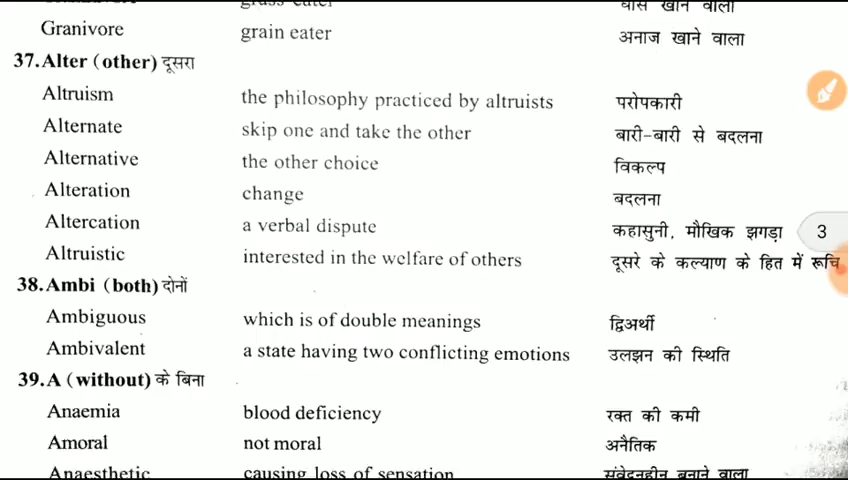 grass eater घास खाने वाला
Granivore grain eater अनाज खाने वाला
37. Alter (other) दूसरा
Altruism the philosophy practiced by altruists परोपकारी
Alternate skip one and take the other बारी-बारी से बदलना
Alternative the other choice विकल्प
Alteration change बदलना
Altercation a verbal dispute कहासुनी, मौखिक झगड़ा 3
Altruistic interested in the welfare of others दूसरे के कल्याण के हित में रूचि
38. Ambi (both) दोनों
Ambiguous which is of double meanings द्विअर्थी
Ambivalent a state having two conflicting emotions उलझन की स्थिति
39. A (without) के बिना
Anaemia blood deficiency रक्त की कमी
Amoral not moral अनैतिक
Anaesthetic causing loss of sensation संवेदनहीन बनाने वाला